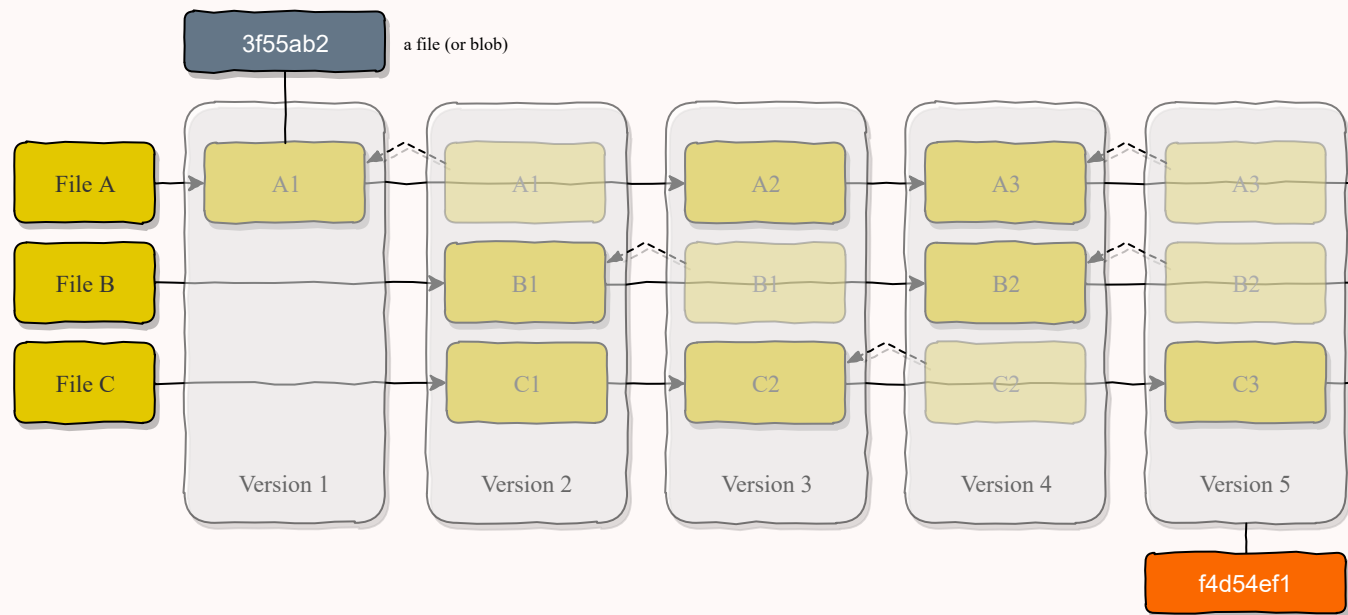 3f55ab2
a file (or blob)
File A
A1
A1
A2
A3
A3
File B
B1
B1
B2
B2
File C
C1
C2
C2
C3
Version 1
Version 2
Version 3
Version 4
Version 5
f4d54ef1